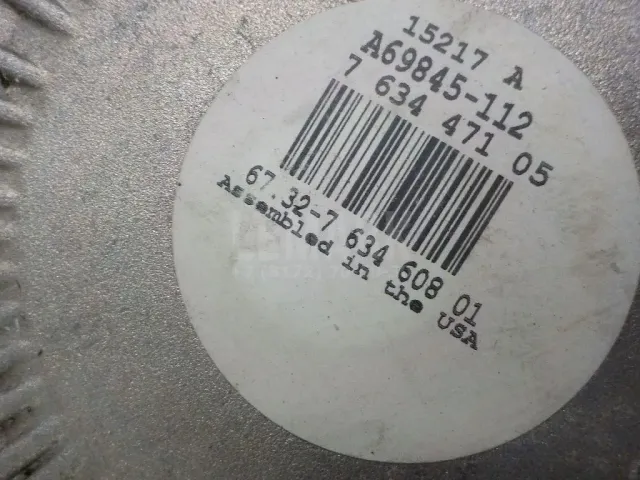 15217 A
A69845-112
7 634 471 05
67.32-7 634 608 01
Assembled in the USA